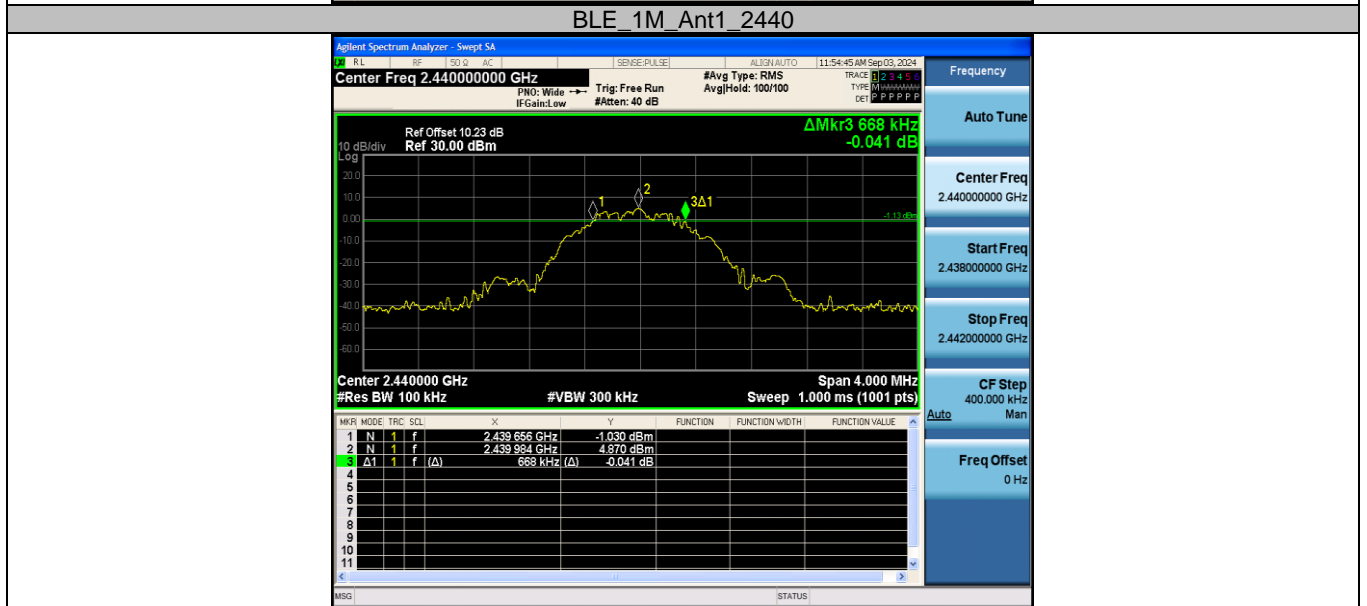 BLE_1M_Ant1_2440
Agilent Spectrum Analyzer - Swept SA
RL RF 50 Ω AC SENSE:PULSE ALIGN AUTO 11:54:45 AM Sep 03, 2024
Center Freq 2.440000000 GHz
PNO: Wide
IFGain:Low
Trig: Free Run
#Atten: 40 dB
#Avg Type: RMS
Avg|Hold: 100/100
TRACE 1 2 3 4 5 6
TYPE M
DET P P P P P P
Frequency
Auto Tune
Center Freq
2.440000000 GHz
Start Freq
2.438000000 GHz
Stop Freq
2.442000000 GHz
CF Step
400.000 kHz
Auto Man
Freq Offset
0 Hz
ΔMkr3 668 kHz
-0.041 dB
Ref Offset 10.23 dB
10 dB/div Ref 30.00 dBm
Log
20.0
10.0
0.00
-10.0
-20.0
-30.0
-40.0
-50.0
-60.0
1
2
3Δ1
-1.13 dBm
Center 2.440000 GHz Span 4.000 MHz
#Res BW 100 kHz #VBW 300 kHz Sweep 1.000 ms (1001 pts)
MKR MODE TRC SCL X Y FUNCTION FUNCTION WIDTH FUNCTION VALUE
1 N 1 f 2.439 656 GHz -1.030 dBm
2 N 1 f 2.439 984 GHz 4.870 dBm
3 Δ1 1 f (Δ) 668 kHz (Δ) -0.041 dB
4
5
6
7
8
9
10
11
MSG STATUS